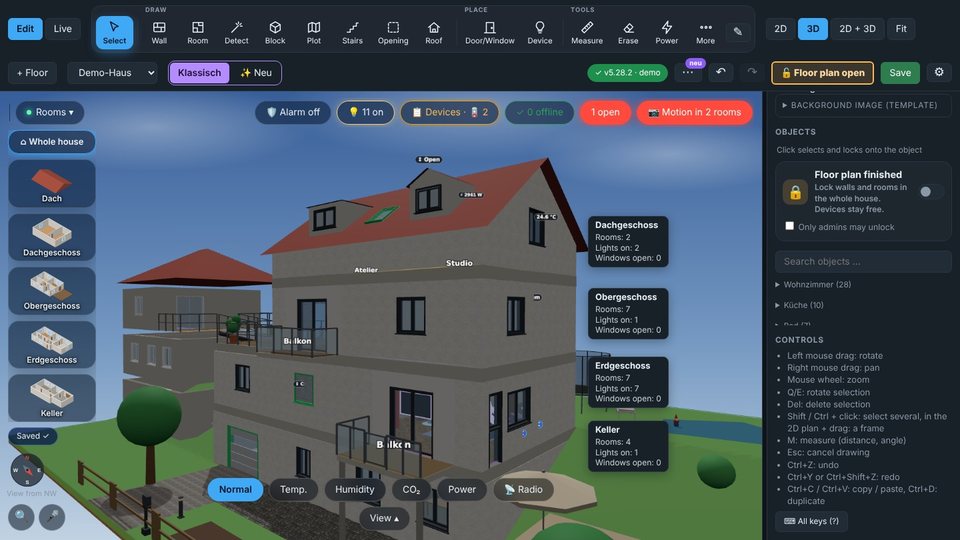 Edit
Live
DRAW
Select
Wall
Room
Detect
Block
Plot
Stairs
Opening
Roof
PLACE
Door/Window
Device
TOOLS
Measure
Erase
Power
More
2D
3D
2D + 3D
Fit
+ Floor
Demo-Haus
Klassisch
✨ Neu
✓ v5.28.2 · demo
neu
Floor plan open
Save
Rooms ▾
Alarm off
11 on
Devices · 2
✓ 0 offline
1 open
Motion in 2 rooms
⌂ Whole house
Dach
Dachgeschoss
Obergeschoss
Erdgeschoss
Keller
Saved ✓
N
W
E
S
View from NW
Open
2981 W
24.6 °C
Atelier
Studio
Balkon
Balkon
Dachgeschoss
Rooms: 2
Lights on: 2
Windows open: 0
Obergeschoss
Rooms: 7
Lights on: 1
Windows open: 0
Erdgeschoss
Rooms: 7
Lights on: 7
Windows open: 0
Keller
Rooms: 4
Lights on: 1
Windows open: 0
Normal
Temp.
Humidity
CO₂
Power
Radio
View ▴
▶ BACKGROUND IMAGE (TEMPLATE)
OBJECTS
Click selects and locks onto the object
Floor plan finished
Lock walls and rooms in
the whole house.
Devices stay free.
Only admins may unlock
Search objects ...
▶ Wohnzimmer (28)
▶ Küche (10)
CONTROLS
• Left mouse drag: rotate
• Right mouse drag: pan
• Mouse wheel: zoom
• Q/E: rotate selection
• Del: delete selection
• Shift / Ctrl + click: select several, in the
2D plan + drag: a frame
• M: measure (distance, angle)
• Esc: cancel drawing
• Ctrl+Z: undo
• Ctrl+Y or Ctrl+Shift+Z: redo
• Ctrl+C / Ctrl+V: copy / paste, Ctrl+D:
duplicate
All keys (?)